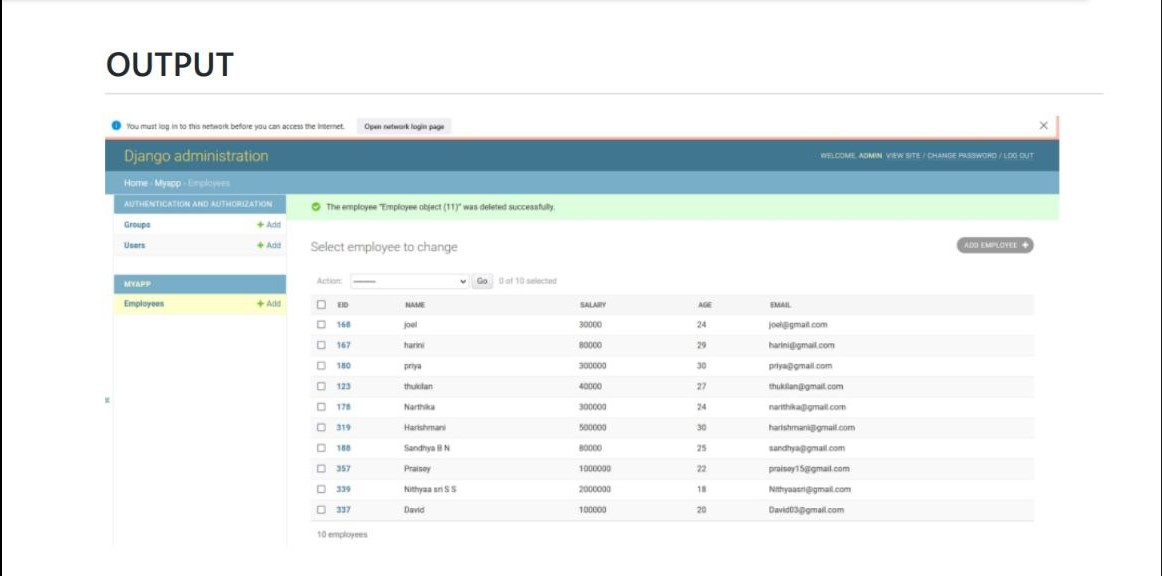 OUTPUT
You must log in to this network before you can access the Internet. Open network login page
Django administration WELCOME, ADMIN. VIEW SITE / CHANGE PASSWORD / LOG OUT
Home › Myapp › Employees
AUTHENTICATION AND AUTHORIZATION
Groups + Add
Users + Add
MYAPP
Employees + Add
The employee "Employee object (11)" was deleted successfully.
Select employee to change
ADD EMPLOYEE +
Action: --------- Go 0 of 10 selected
EID NAME SALARY AGE EMAIL
168 joel 30000 24 joel@gmail.com
167 harini 80000 29 harini@gmail.com
180 priya 300000 30 priya@gmail.com
123 thukilan 40000 27 thukilan@gmail.com
178 Narthika 300000 24 narithika@gmail.com
319 Harishmani 500000 30 harishmani@gmail.com
188 Sandhya B N 80000 25 sandhya@gmail.com
357 Praisey 1000000 22 praisey15@gmail.com
339 Nithyaa sri S S 2000000 18 Nithyaasri@gmail.com
337 David 100000 20 David03@gmail.com
10 employees